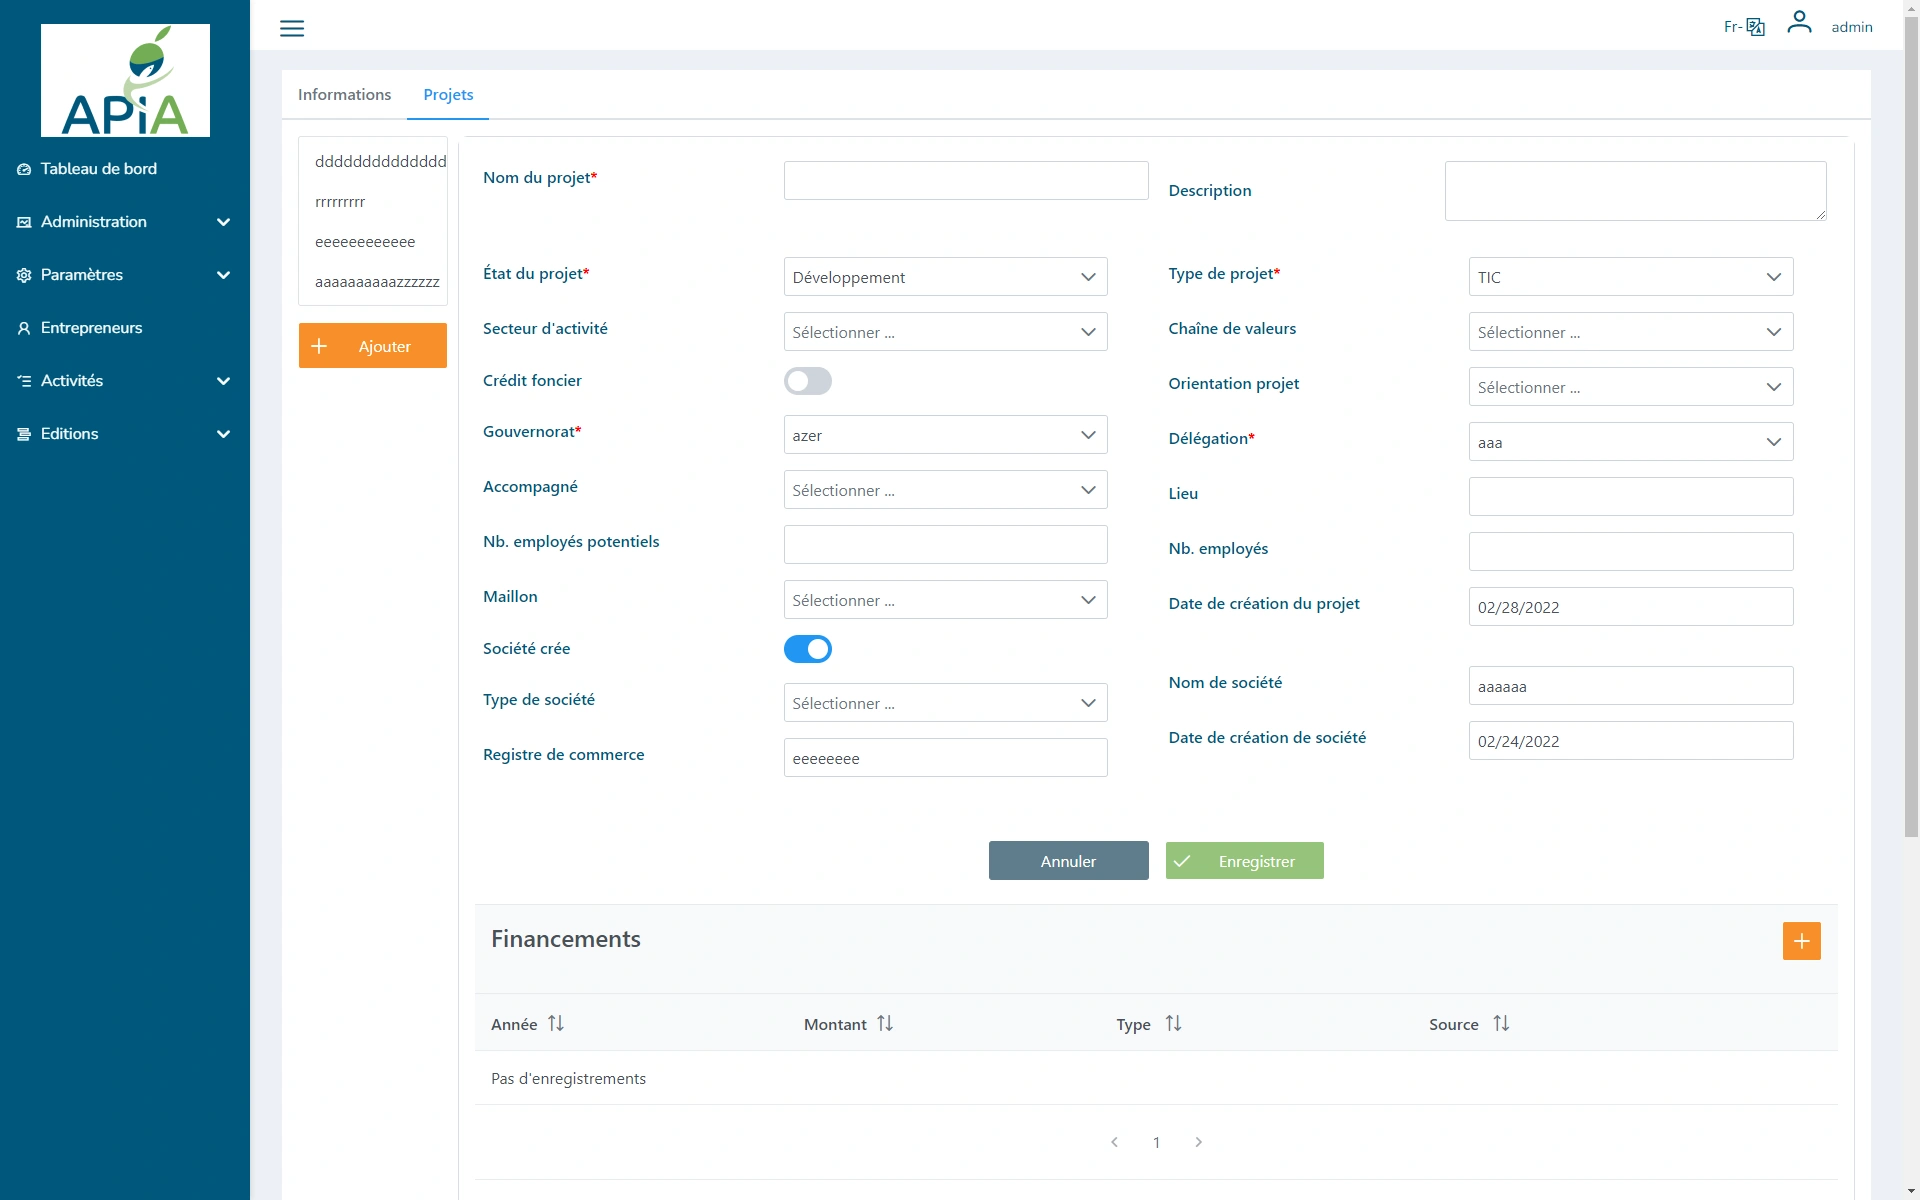 Fr-
admin
APiA
Tableau de bord
Administration
Paramètres
Entrepreneurs
Activités
Editions
Informations
Projets
dddddddddddddd
rrrrrrrrr
eeeeeeeeeeee
aaaaaaaaaazzzzzz
Ajouter
Nom du projet*
Description
État du projet*
Développement
Type de projet*
TIC
Secteur d'activité
Sélectionner ...
Chaîne de valeurs
Sélectionner ...
Crédit foncier
Orientation projet
Sélectionner ...
Gouvernorat*
azer
Délégation*
aaa
Accompagné
Sélectionner ...
Lieu
Nb. employés potentiels
Nb. employés
Maillon
Sélectionner ...
Date de création du projet
02/28/2022
Société crée
Type de société
Sélectionner ...
Nom de société
aaaaaa
Registre de commerce
eeeeeeee
Date de création de société
02/24/2022
Annuler
Enregistrer
Financements
Année
Montant
Type
Source
Pas d'enregistrements
1